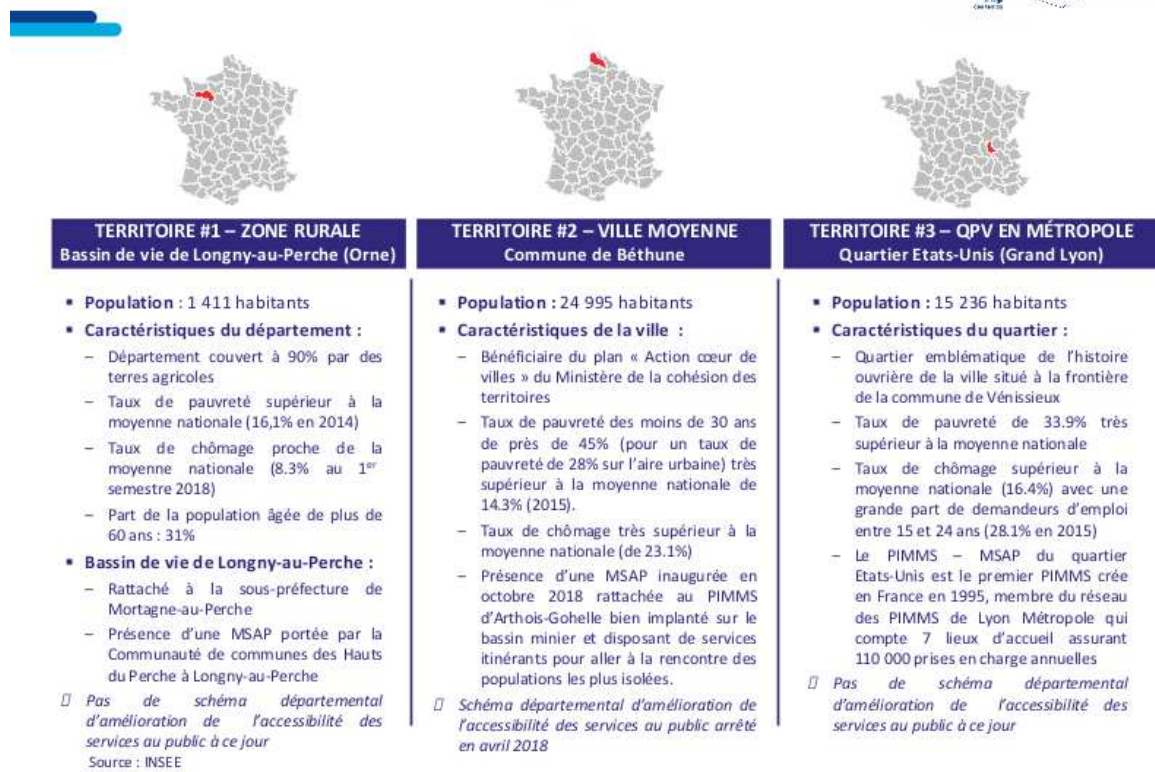 TERRITOIRE #1 – ZONE RURALE
Bassin de vie de Longny-au-Perche (Orne)
▪ Population : 1 411 habitants
▪ Caractéristiques du département :
– Département couvert à 90% par des
terres agricoles
– Taux de pauvreté supérieur à la
moyenne nationale (16,1% en 2014)
– Taux de chômage proche de la
moyenne nationale (8.3% au 1er
semestre 2018)
– Part de la population âgée de plus de
60 ans : 31%
▪ Bassin de vie de Longny-au-Perche :
– Rattaché à la sous-préfecture de
Mortagne-au-Perche
– Présence d’une MSAP portée par la
Communauté de communes des Hauts
du Perche à Longny-au-Perche
Pas de schéma départemental
d’amélioration de l’accessibilité des
services au public à ce jour
Source : INSEE
TERRITOIRE #2 – VILLE MOYENNE
Commune de Béthune
▪ Population : 24 995 habitants
▪ Caractéristiques de la ville :
– Bénéficiaire du plan « Action cœur de
villes » du Ministère de la cohésion des
territoires
– Taux de pauvreté des moins de 30 ans
de près de 45% (pour un taux de
pauvreté de 28% sur l’aire urbaine) très
supérieur à la moyenne nationale de
14.3% (2015).
– Taux de chômage très supérieur à la
moyenne nationale (de 23.1%)
– Présence d’une MSAP inaugurée en
octobre 2018 rattachée au PIMMS
d’Arthois-Gohelle bien implanté sur le
bassin minier et disposant de services
itinérants pour aller à la rencontre des
populations les plus isolées.
Schéma départemental d’amélioration de
l’accessibilité des services au public arrêté
en avril 2018
TERRITOIRE #3 – QPV EN MÉTROPOLE
Quartier Etats-Unis (Grand Lyon)
▪ Population : 15 236 habitants
▪ Caractéristiques du quartier :
– Quartier emblématique de l’histoire
ouvrière de la ville situé à la frontière
de la commune de Vénissieux
– Taux de pauvreté de 33.9% très
supérieur à la moyenne nationale
– Taux de chômage supérieur à la
moyenne nationale (16.4%) avec une
grande part de demandeurs d’emploi
entre 15 et 24 ans (28.1% en 2015)
– Le PIMMS – MSAP du quartier
Etats-Unis est le premier PIMMS crée
en France en 1995, membre du réseau
des PIMMS de Lyon Métropole qui
compte 7 lieux d’accueil assurant
110 000 prises en charge annuelles
Pas de schéma départemental
d’amélioration de l’accessibilité des
services au public à ce jour